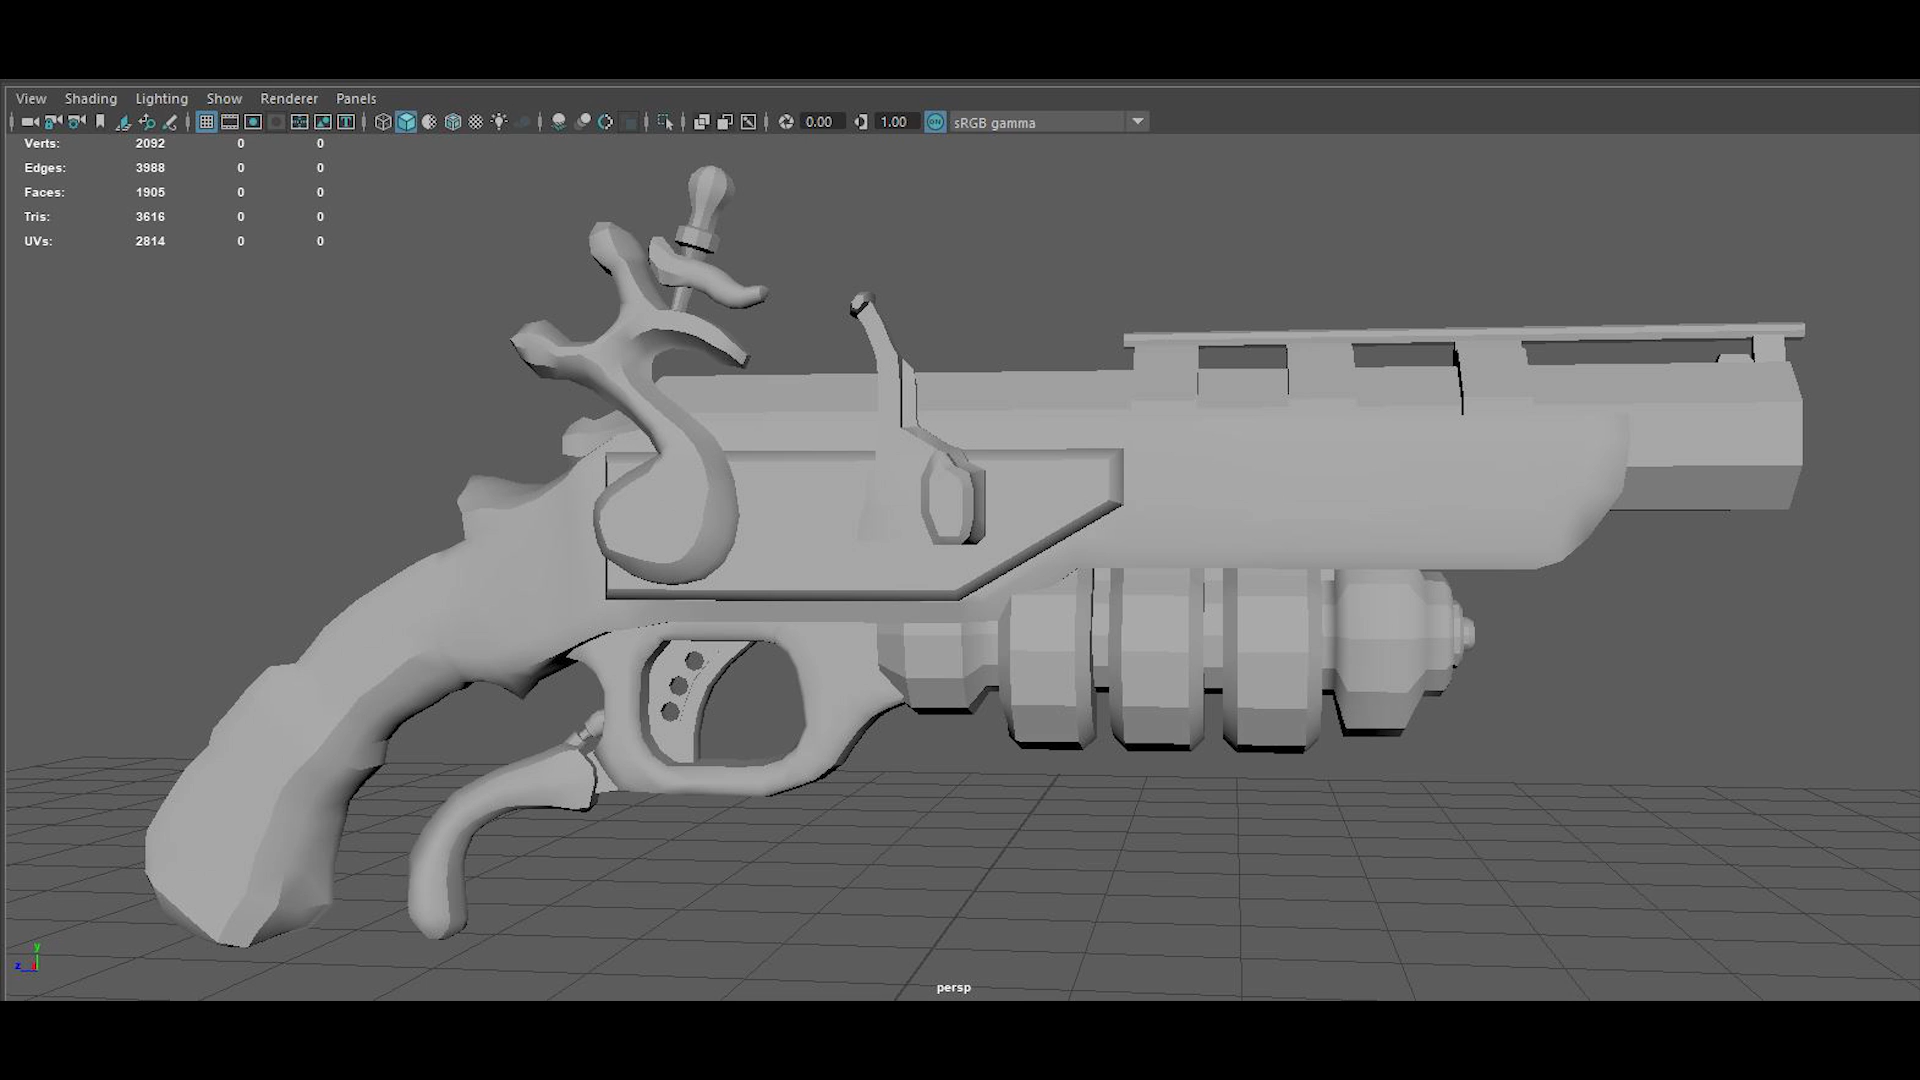 View Shading Lighting Show Renderer Panels
0.00 1.00 ON sRGB gamma
Verts: 2092 0 0
Edges: 3988 0 0
Faces: 1905 0 0
Tris: 3616 0 0
UVs: 2814 0 0
y
z
persp